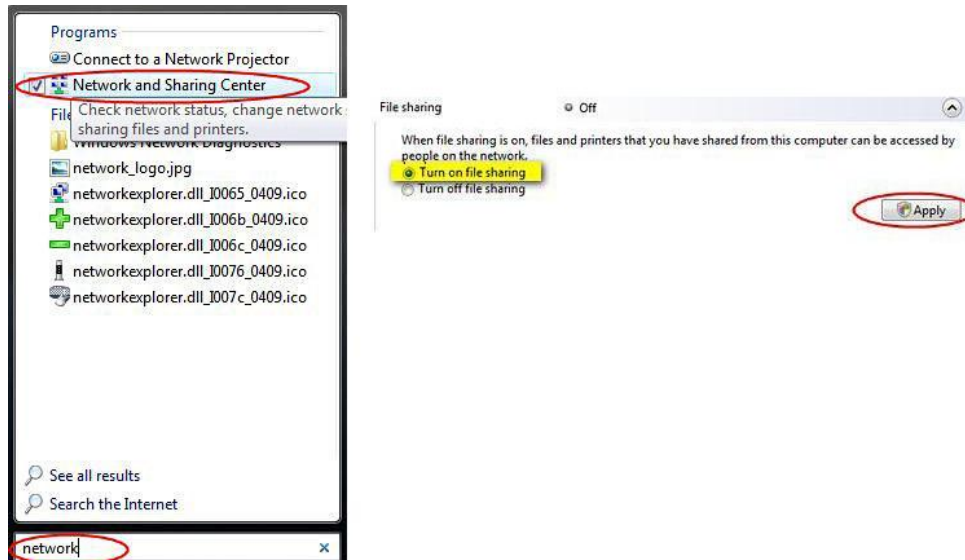 Programs
Connect to a Network Projector
Network and Sharing Center
File
Check network status, change network
sharing files and printers.
Windows Network Diagnostics
network_logo.jpg
networkexplorer.dll_I0065_0409.ico
networkexplorer.dll_I006b_0409.ico
networkexplorer.dll_I006c_0409.ico
networkexplorer.dll_I0076_0409.ico
networkexplorer.dll_I007c_0409.ico
See all results
Search the Internet
network
File sharing Off
When file sharing is on, files and printers that you have shared from this computer can be accessed by
people on the network.
Turn on file sharing
Turn off file sharing
Apply